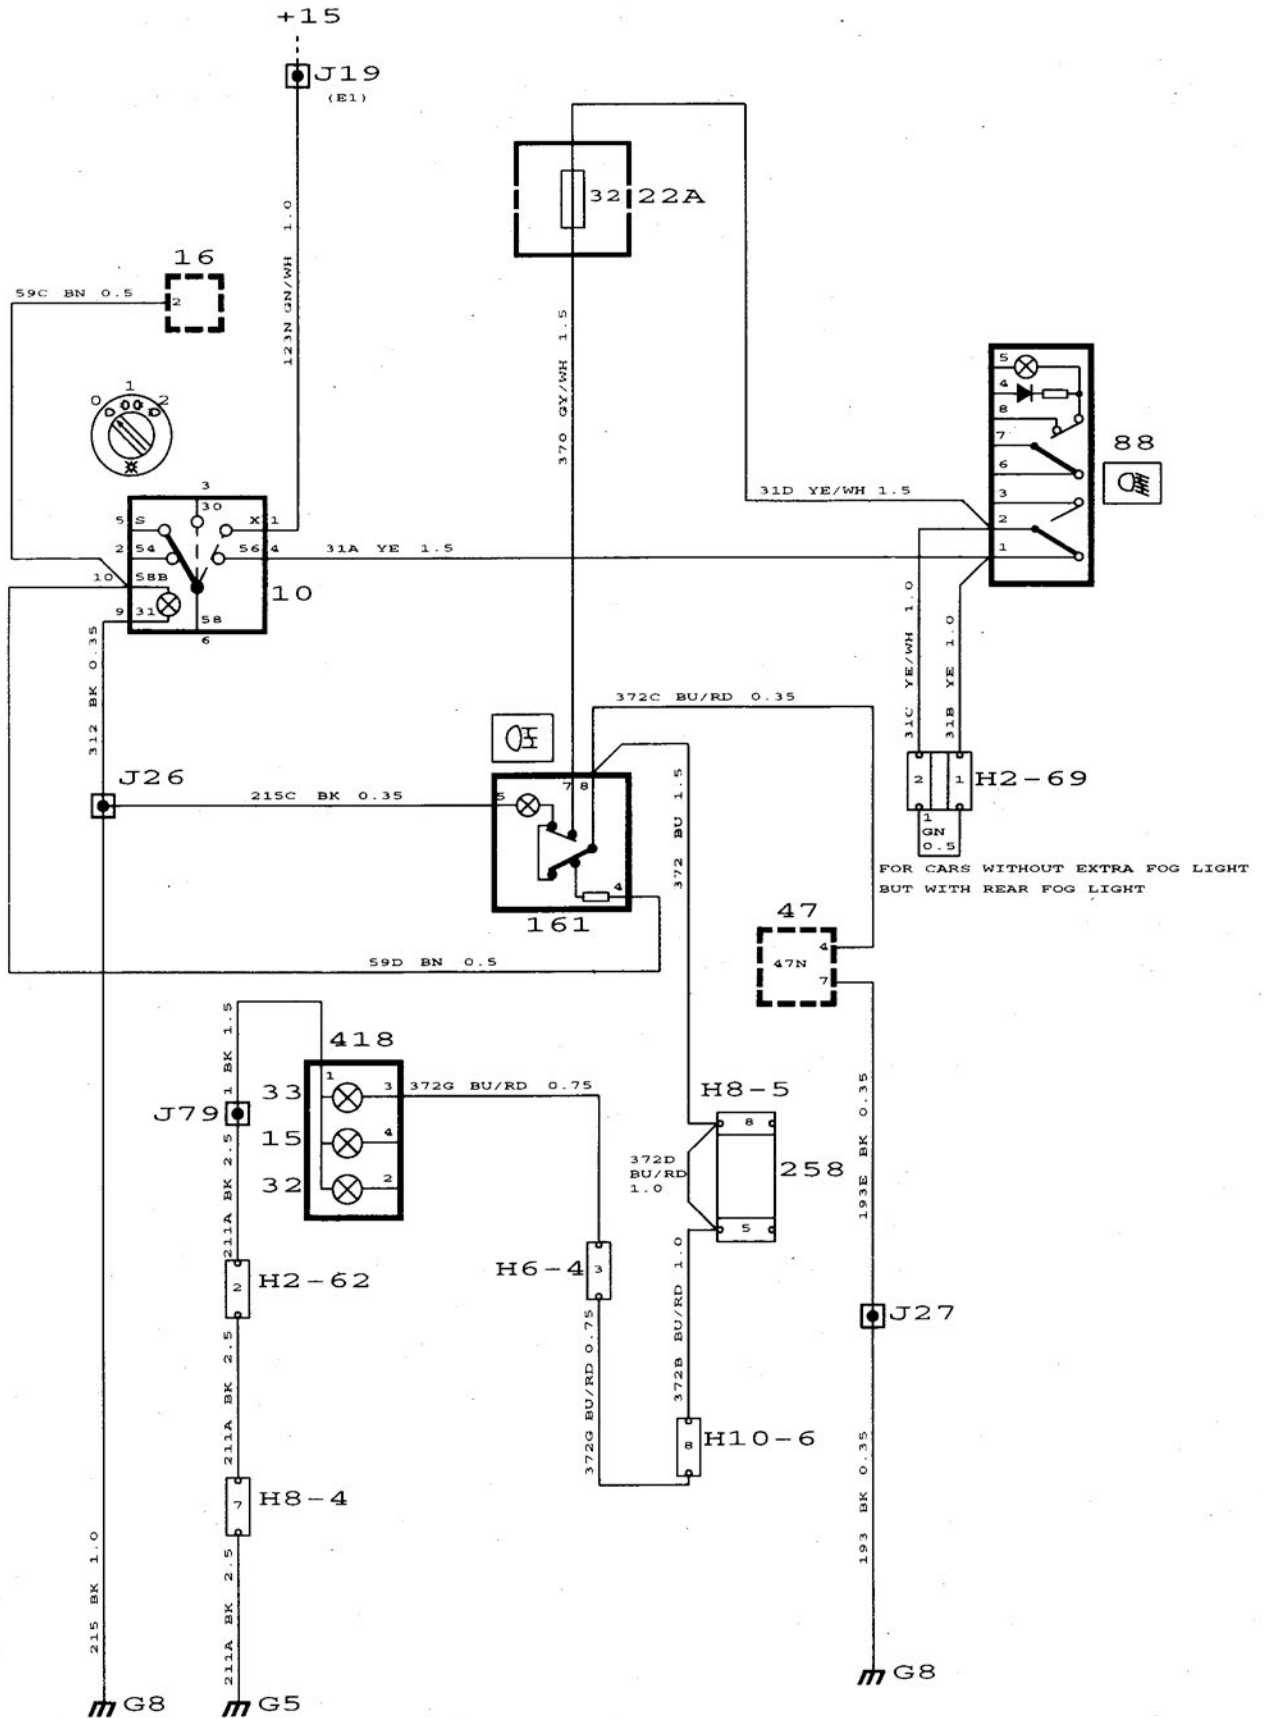 +15
J19
(E1)
123N GN/WH 1.0
32
22A
16
59C BN 0.5
2
370 GY/WH 1.5
0
1
2
5
4
8
7
6
3
2
1
88
31D YE/WH 1.5
3
30
5 S
X 1
2 54
56 4
31A YE 1.5
10 58B
10
9 31
58
6
312 BK 0.35
31C YE/WH 1.0
31B YE 1.0
372C BU/RD 0.35
J26
215C BK 0.35
5
7 8
4
161
372 BU 1.5
2
1
H2-69
1
GN
0.5
FOR CARS WITHOUT EXTRA FOG LIGHT
BUT WITH REAR FOG LIGHT
47
47N
4
7
59D BN 0.5
1 BK 1.5
418
33
1
3
372G BU/RD 0.75
J79
15
4
32
2
211A BK 2.5
H8-5
8
258
372D
BU/RD
1.0
5
193E BK 0.35
H2-62
2
H6-4
3
372B BU/RD 1.0
J27
211A BK 2.5
372G BU/RD 0.75
H10-6
8
H8-4
7
193 BK 0.35
215 BK 1.0
211A BK 2.5
G8
G5
G8